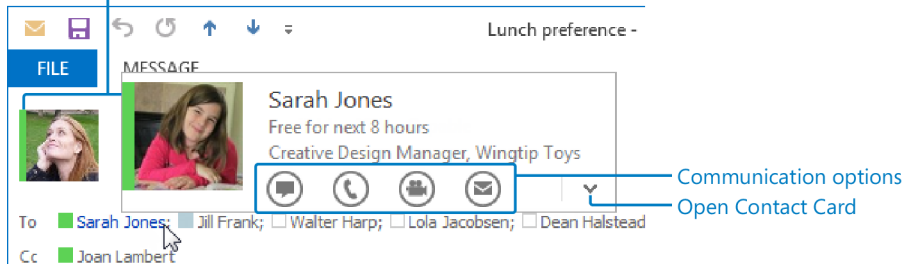 Lunch preference -
FILE
MESSAGE
Sarah Jones
Free for next 8 hours
Creative Design Manager, Wingtip Toys
Communication options
Open Contact Card
To Sarah Jones; Jill Frank; Walter Harp; Lola Jacobsen; Dean Halstead
Cc Joan Lambert